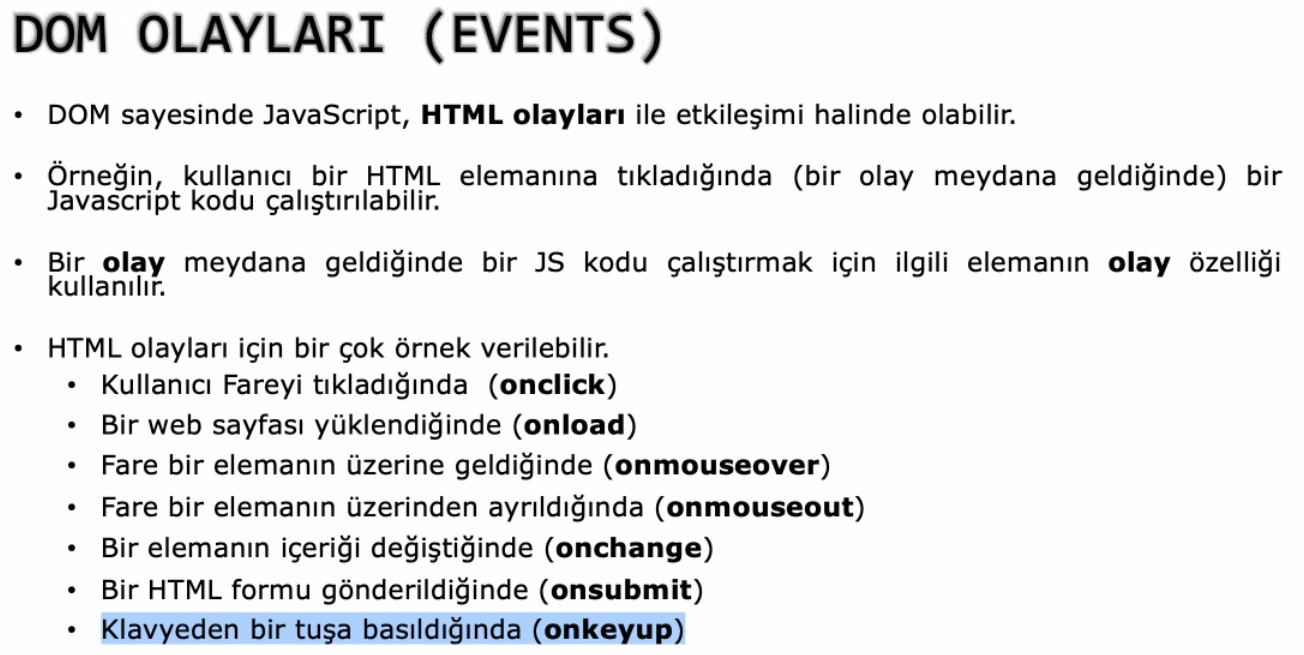 DOM OLAYLARI (EVENTS)
• DOM sayesinde JavaScript, HTML olayları ile etkileşimi halinde olabilir.
• Örneğin, kullanıcı bir HTML elemanına tıkladığında (bir olay meydana geldiğinde) bir
Javascript kodu çalıştırılabilir.
• Bir olay meydana geldiğinde bir JS kodu çalıştırmak için ilgili elemanın olay özelliği
kullanılır.
• HTML olayları için bir çok örnek verilebilir.
• Kullanıcı Fareyi tıkladığında (onclick)
• Bir web sayfası yüklendiğinde (onload)
• Fare bir elemanın üzerine geldiğinde (onmouseover)
• Fare bir elemanın üzerinden ayrıldığında (onmouseout)
• Bir elemanın içeriği değiştiğinde (onchange)
• Bir HTML formu gönderildiğinde (onsubmit)
• Klavyeden bir tuşa basıldığında (onkeyup)